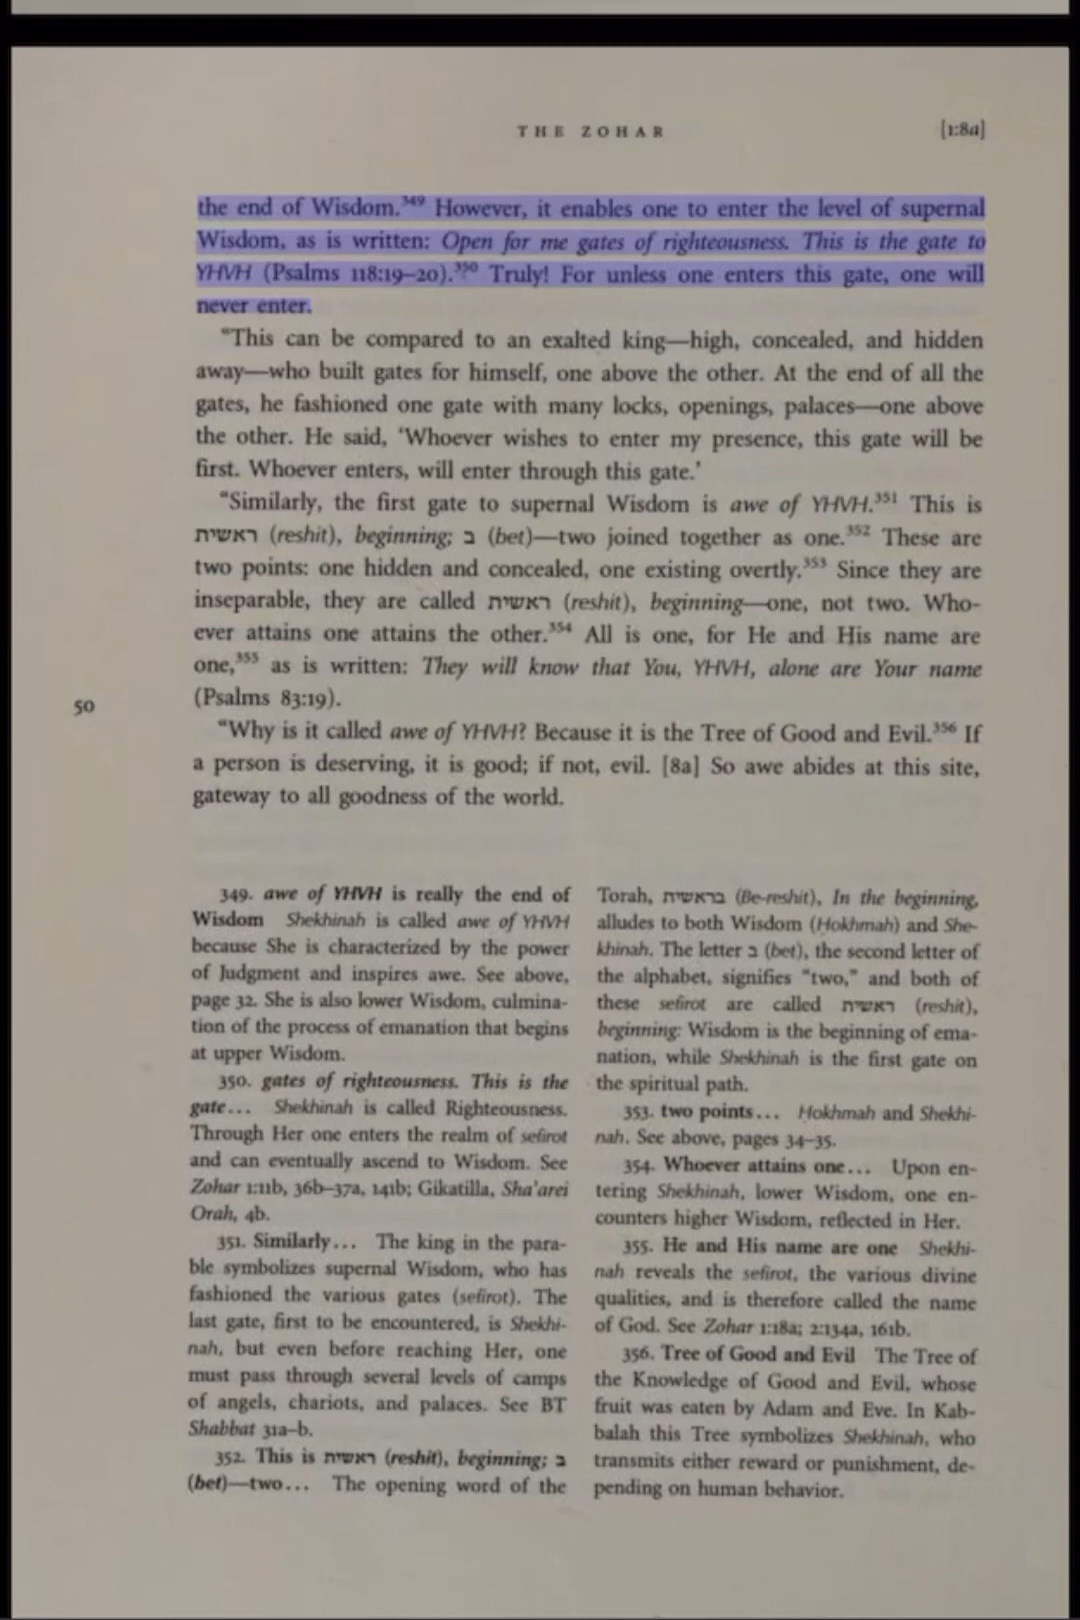 THE ZOHAR
[1:8a]
the end of Wisdom.³⁴⁹ However, it enables one to enter the level of supernal
Wisdom, as is written: Open for me gates of righteousness. This is the gate to
YHVH (Psalms 118:19–20).³⁵⁰ Truly! For unless one enters this gate, one will
never enter.
“This can be compared to an exalted king—high, concealed, and hidden
away—who built gates for himself, one above the other. At the end of all the
gates, he fashioned one gate with many locks, openings, palaces—one above
the other. He said, ‘Whoever wishes to enter my presence, this gate will be
first. Whoever enters, will enter through this gate.’
“Similarly, the first gate to supernal Wisdom is awe of YHVH.³⁵¹ This is
ראשית (reshit), beginning; ב (bet)—two joined together as one.³⁵² These are
two points: one hidden and concealed, one existing overtly.³⁵³ Since they are
inseparable, they are called ראשית (reshit), beginning—one, not two. Who-
ever attains one attains the other.³⁵⁴ All is one, for He and His name are
one,³⁵⁵ as is written: They will know that You, YHVH, alone are Your name
(Psalms 83:19).
50
“Why is it called awe of YHVH? Because it is the Tree of Good and Evil.³⁵⁶ If
a person is deserving, it is good; if not, evil. [8a] So awe abides at this site,
gateway to all goodness of the world.
349. awe of YHVH is really the end of
Wisdom Shekhinah is called awe of YHVH
because She is characterized by the power
of Judgment and inspires awe. See above,
page 32. She is also lower Wisdom, culmina-
tion of the process of emanation that begins
at upper Wisdom.
350. gates of righteousness. This is the
gate... Shekhinah is called Righteousness.
Through Her one enters the realm of sefirot
and can eventually ascend to Wisdom. See
Zohar 1:11b, 36b–37a, 141b; Gikatilla, Sha'arei
Orah, 4b.
351. Similarly... The king in the para-
ble symbolizes supernal Wisdom, who has
fashioned the various gates (sefirot). The
last gate, first to be encountered, is Shekhi-
nah, but even before reaching Her, one
must pass through several levels of camps
of angels, chariots, and palaces. See BT
Shabbat 31a–b.
352. This is ראשית (reshit), beginning; ב
(bet)—two... The opening word of the
Torah, בראשית (Be-reshit), In the beginning,
alludes to both Wisdom (Hokhmah) and She-
khinah. The letter ב (bet), the second letter of
the alphabet, signifies “two,” and both of
these sefirot are called ראשית (reshit),
beginning: Wisdom is the beginning of ema-
nation, while Shekhinah is the first gate on
the spiritual path.
353. two points... Hokhmah and Shekhi-
nah. See above, pages 34–35.
354. Whoever attains one... Upon en-
tering Shekhinah, lower Wisdom, one en-
counters higher Wisdom, reflected in Her.
355. He and His name are one Shekhi-
nah reveals the sefirot, the various divine
qualities, and is therefore called the name
of God. See Zohar 1:18a; 2:134a, 161b.
356. Tree of Good and Evil The Tree of
the Knowledge of Good and Evil, whose
fruit was eaten by Adam and Eve. In Kab-
balah this Tree symbolizes Shekhinah, who
transmits either reward or punishment, de-
pending on human behavior.